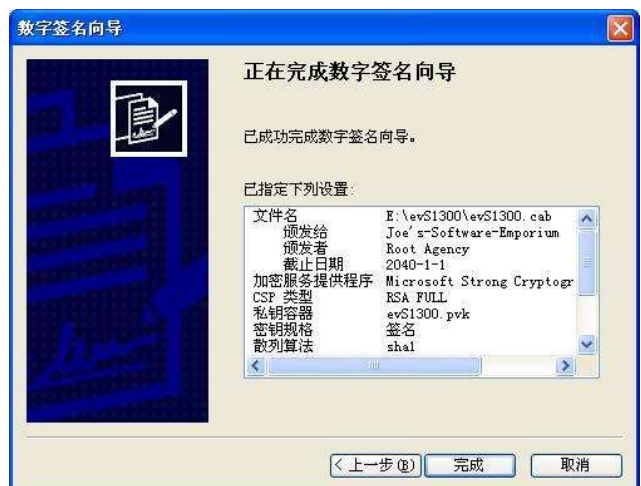 数字签名向导
正在完成数字签名向导
已成功完成数字签名向导。
已指定下列设置:
文件名 E:\evS1300\evS1300.cab
颁发给 Joe's-Software-Emporium
颁发者 Root Agency
截止日期 2040-1-1
加密服务提供程序 Microsoft Strong Cryptogr
CSP 类型 RSA FULL
私钥容器 evS1300.pvk
密钥规格 签名
散列算法 sha1
< 上一步(B) 完成 取消